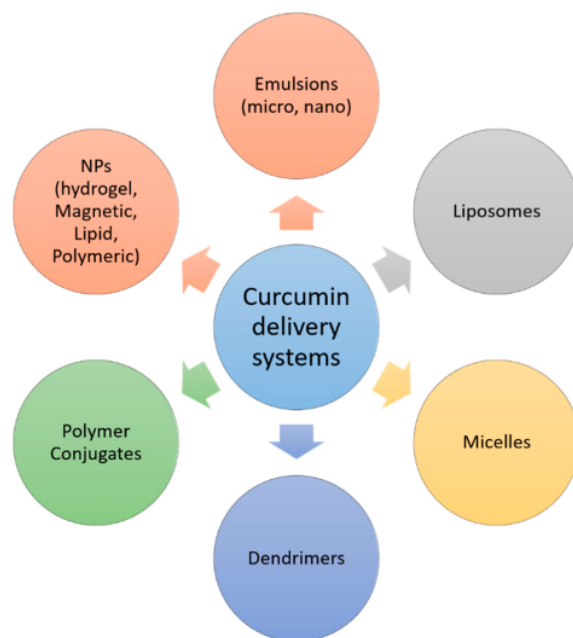 Emulsions
(micro, nano)
NPs
(hydrogel,
Magnetic,
Lipid,
Polymeric)
Liposomes
Curcumin
delivery
systems
Polymer
Conjugates
Micelles
Dendrimers